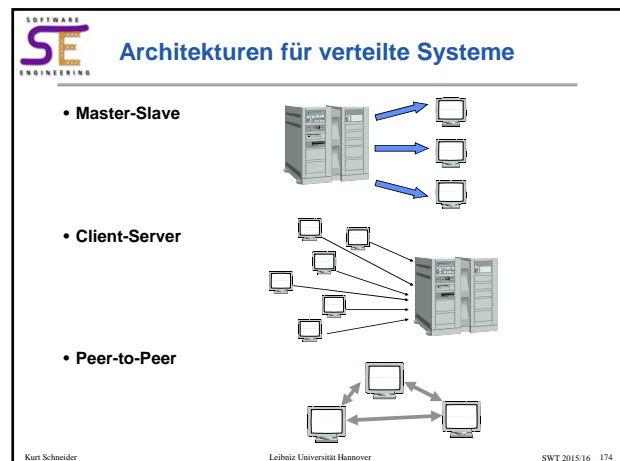 SOFTWARE
SE
ENGINEERING
Architekturen für verteilte Systeme
• Master-Slave
• Client-Server
• Peer-to-Peer
Kurt Schneider Leibniz Universität Hannover SWT 2015/16 174